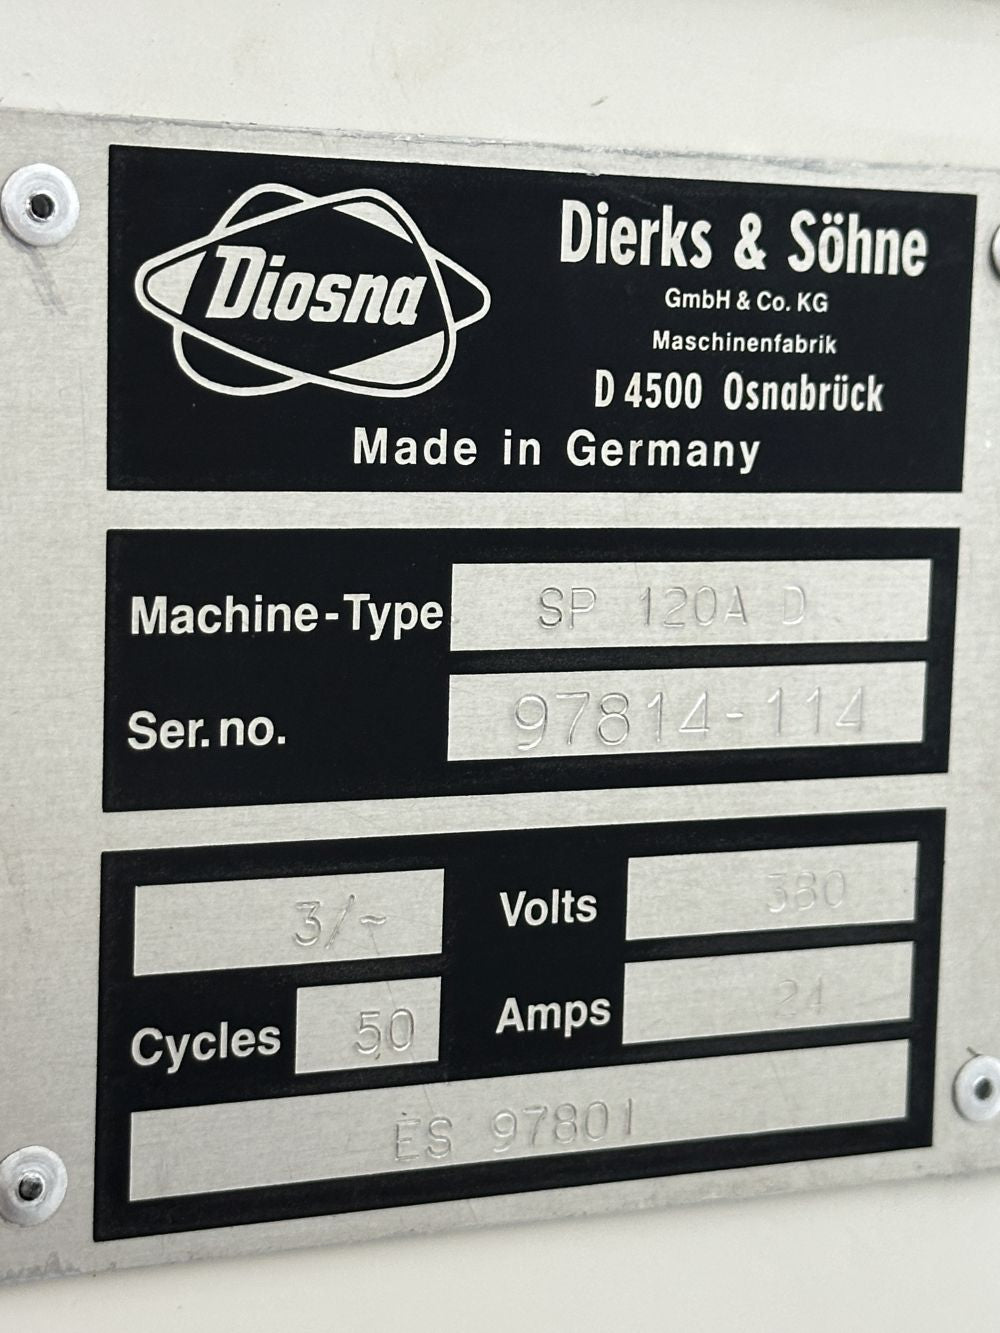 Diosna
Dierks & Söhne
GmbH & Co. KG
Maschinenfabrik
D 4500 Osnabrück
Made in Germany
Machine-Type SP 120A D
Ser. no. 97814-114
3/~
Volts 380
Cycles 50
Amps 24
ES 97801